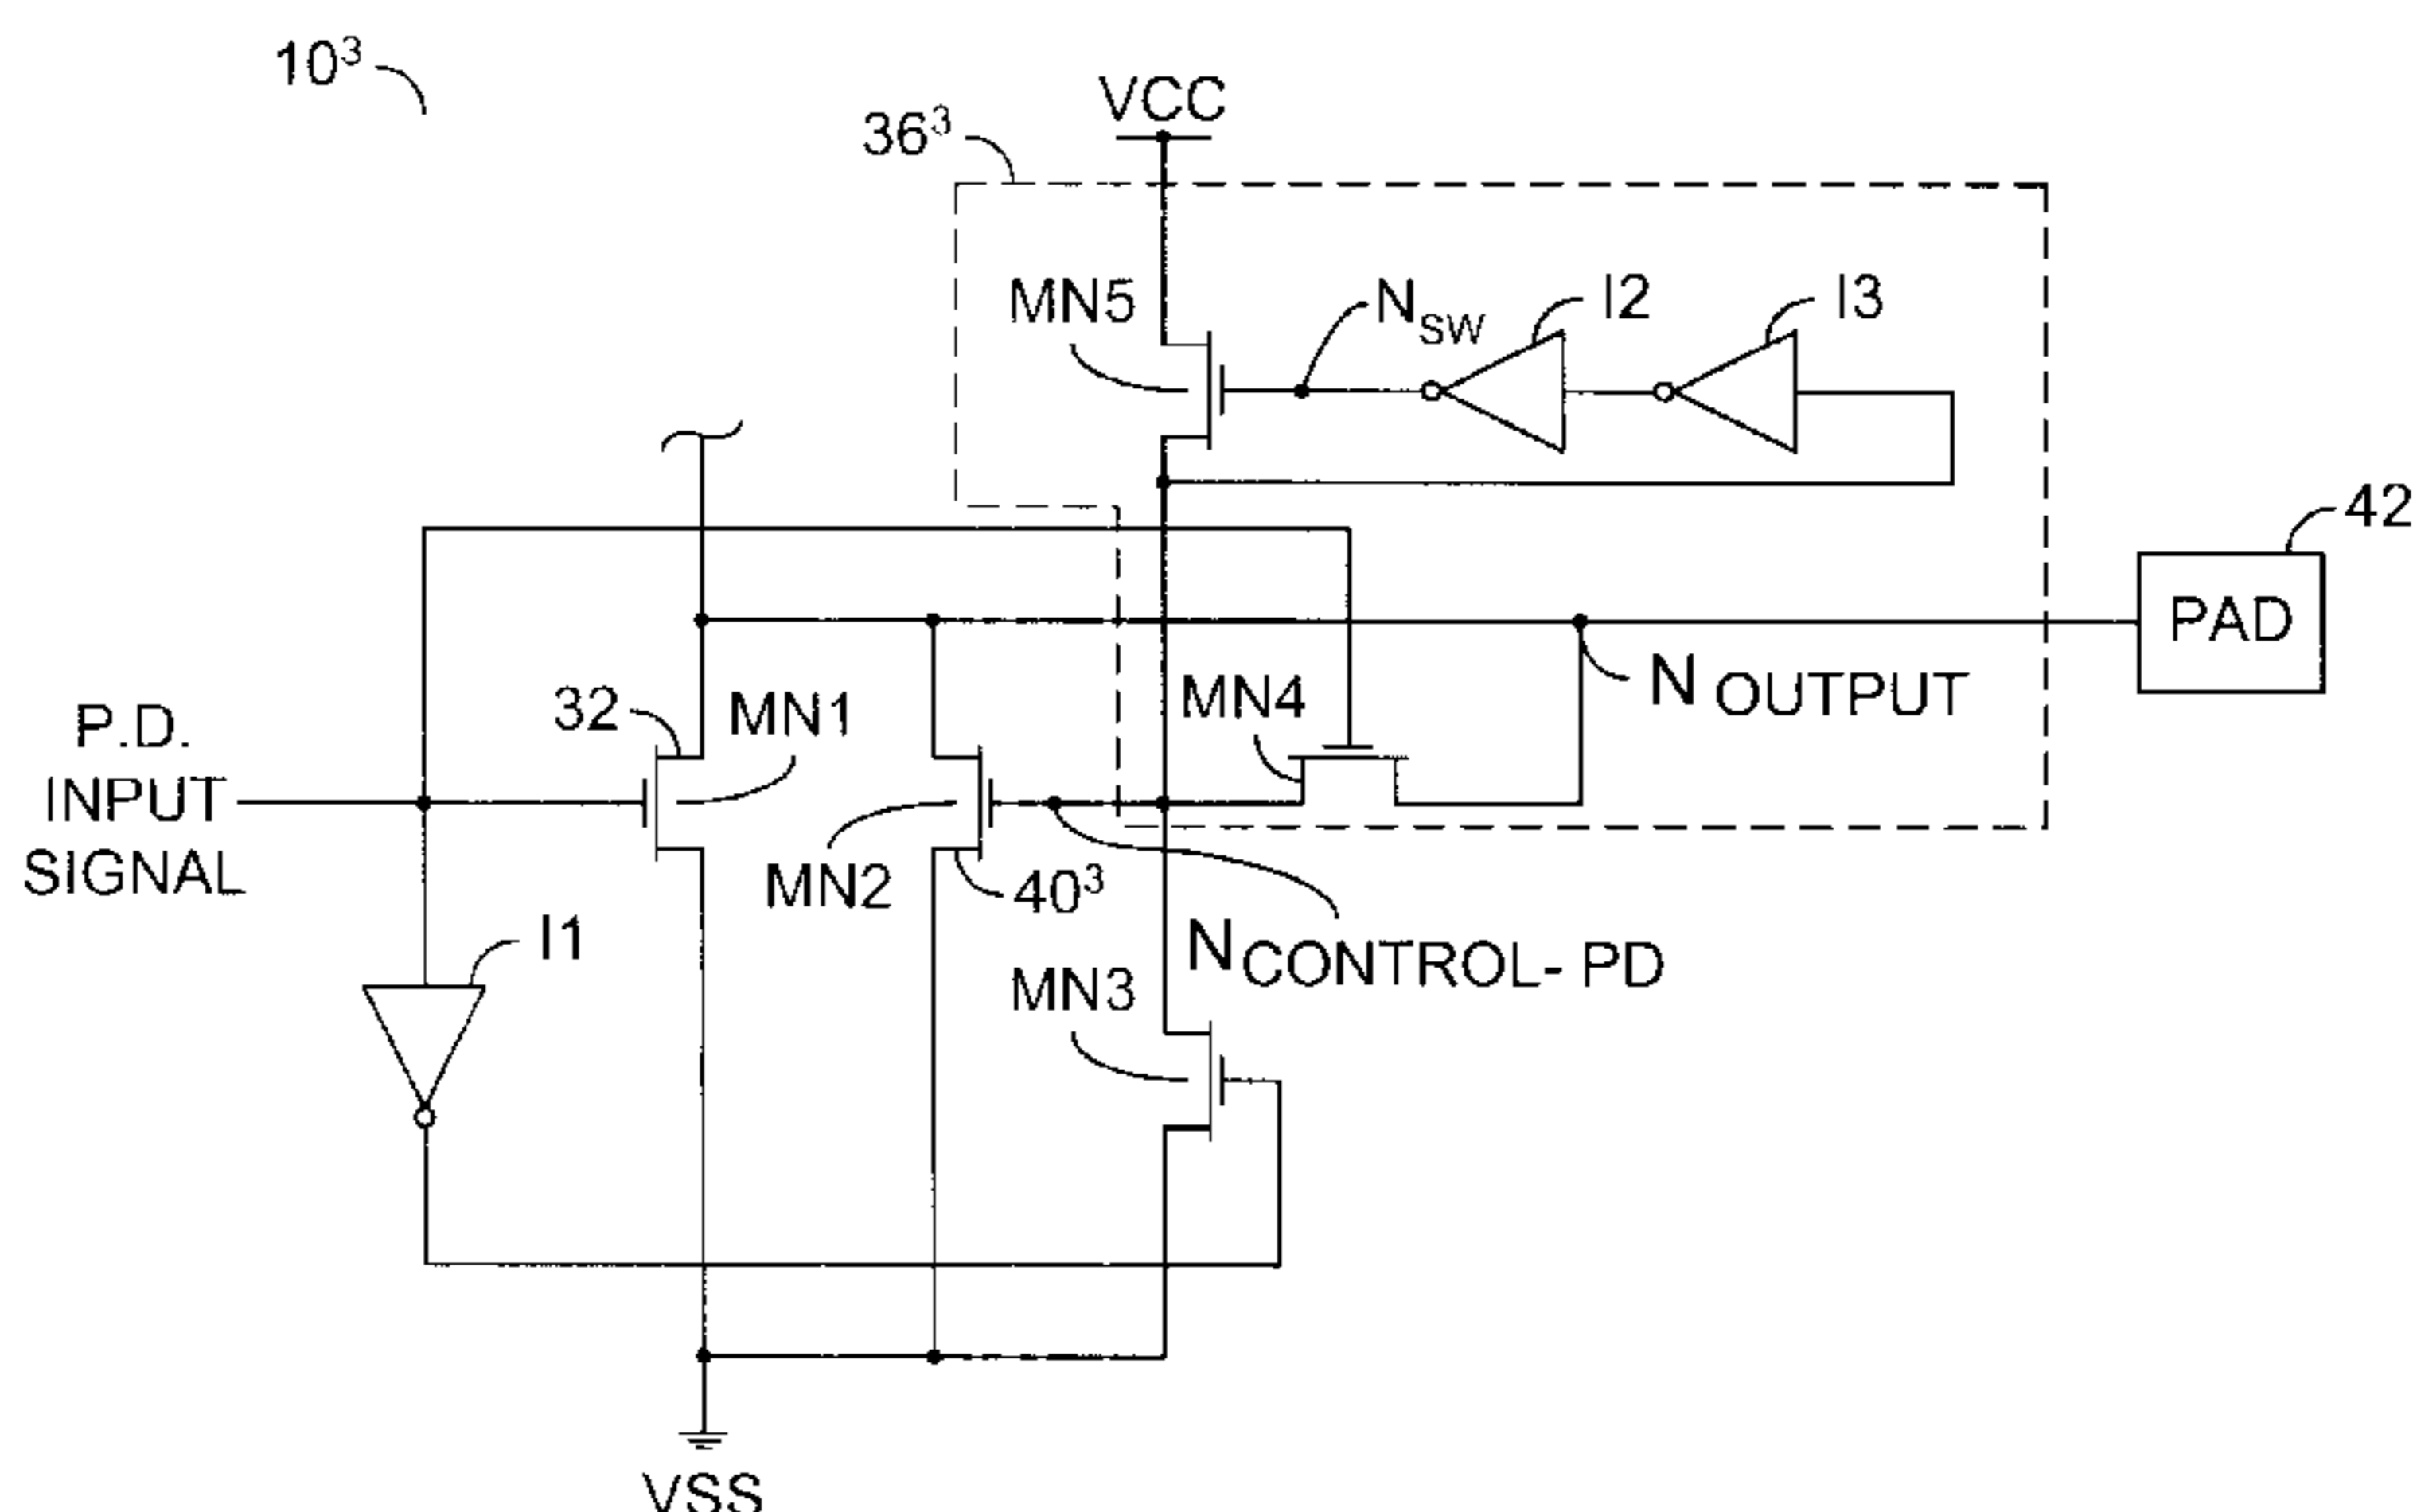 10³
VCC
36³
MN5
N_SW
I2
I3
42
PAD
N OUTPUT
MN4
32
MN1
P.D.
INPUT
SIGNAL
MN2
40³
N CONTROL- PD
I1
MN3
VSS